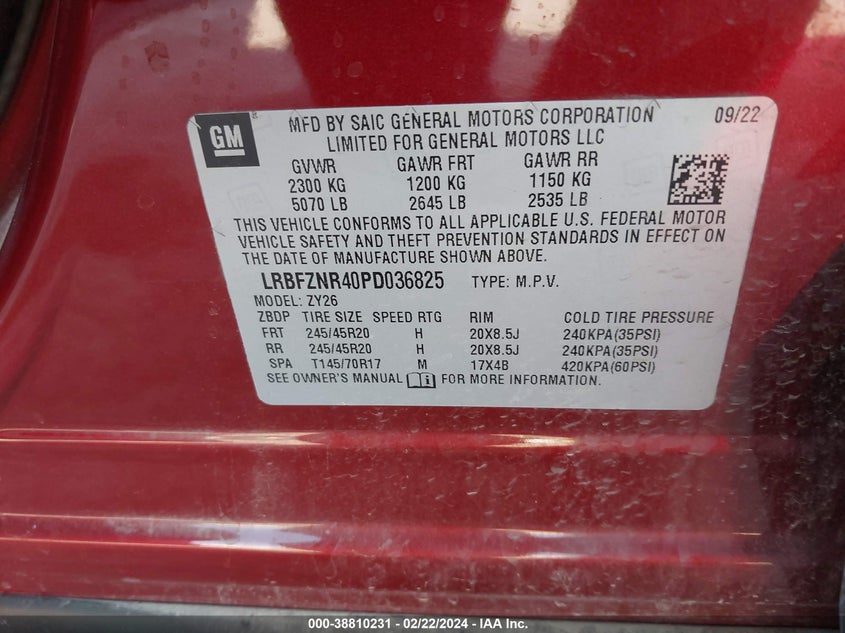 GM
MFD BY SAIC GENERAL MOTORS CORPORATION 09/22
LIMITED FOR GENERAL MOTORS LLC
GVWR GAWR FRT GAWR RR
2300 KG 1200 KG 1150 KG
5070 LB 2645 LB 2535 LB
THIS VEHICLE CONFORMS TO ALL APPLICABLE U.S. FEDERAL MOTOR
VEHICLE SAFETY AND THEFT PREVENTION STANDARDS IN EFFECT ON
THE DATE OF MANUFACTURE SHOWN ABOVE.
LRBFZNR40PD036825 TYPE: M.P.V.
MODEL: ZY26
ZBDP TIRE SIZE SPEED RTG RIM COLD TIRE PRESSURE
FRT 245/45R20 H 20X8.5J 240KPA(35PSI)
RR 245/45R20 H 20X8.5J 240KPA(35PSI)
SPA T145/70R17 M 17X4B 420KPA(60PSI)
SEE OWNER'S MANUAL FOR MORE INFORMATION.
000-38810231 - 02/22/2024 - IAA Inc.